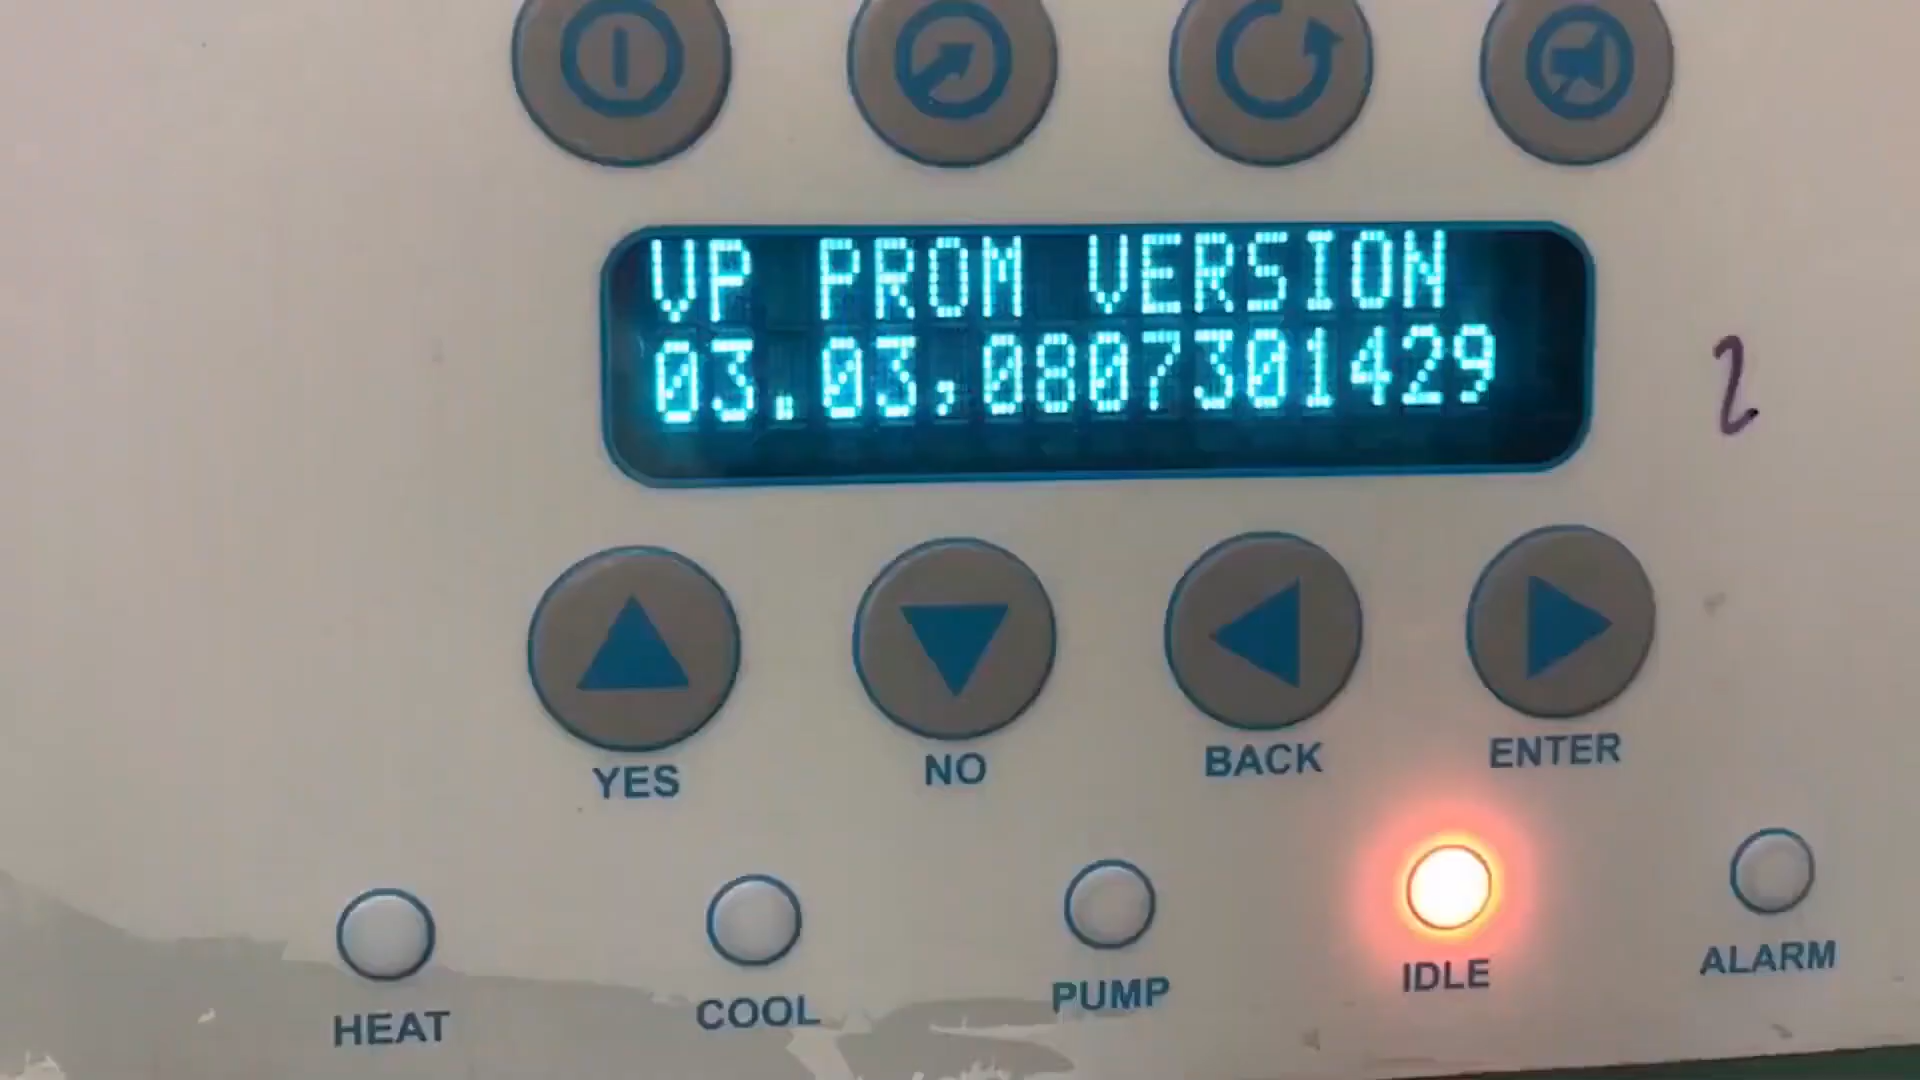 VP PROM VERSION
03.03,0807301429
2
YES
NO
BACK
ENTER
HEAT
COOL
PUMP
IDLE
ALARM